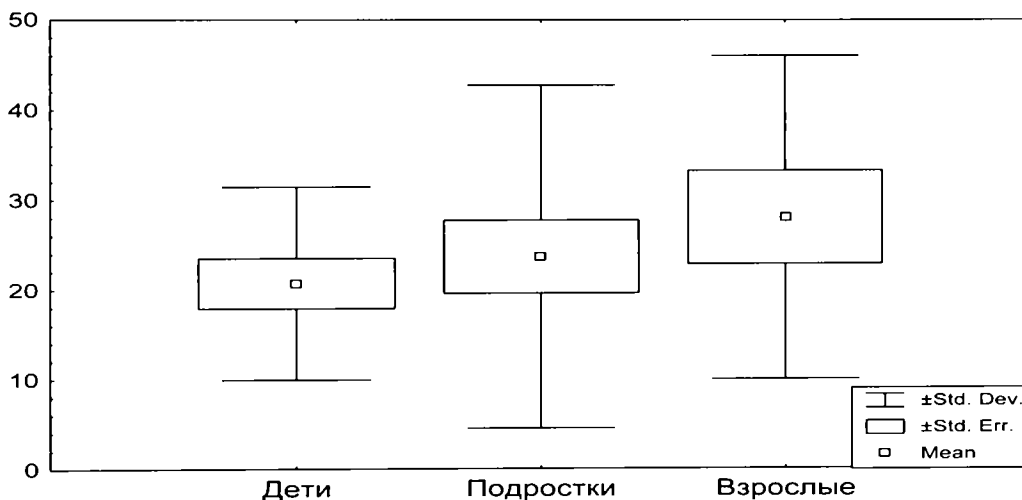 50
40
30
20
10
0
±Std. Dev.
±Std. Err.
Mean
Дети
Подростки
Взрослые